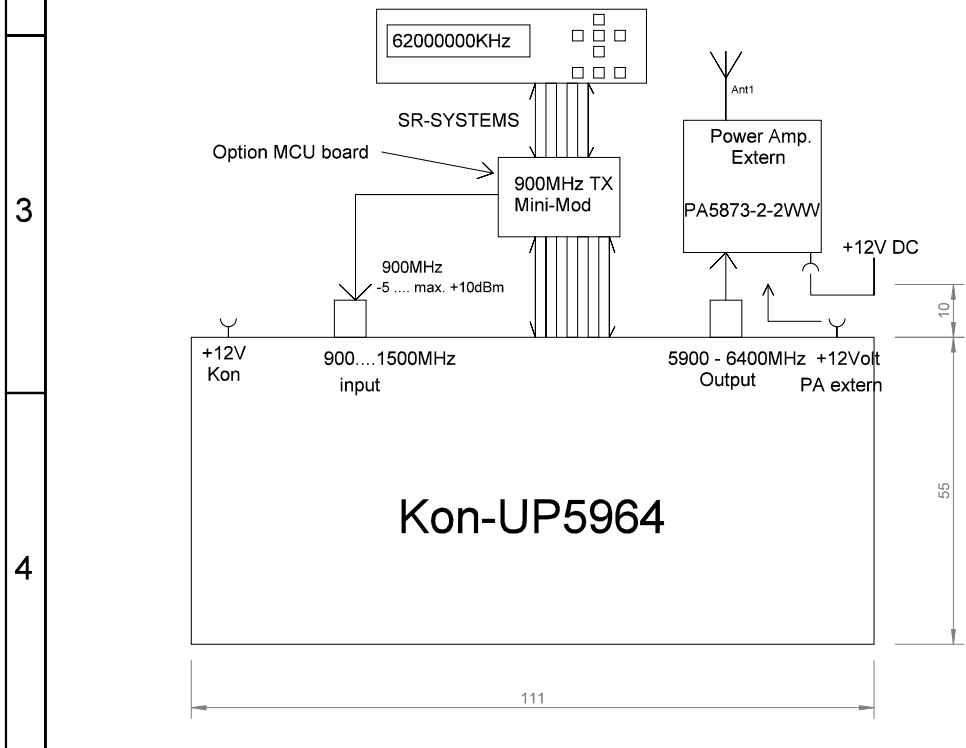 62000000KHz
Ant1
SR-SYSTEMS
Power Amp.
Extern
Option MCU board
900MHz TX
Mini-Mod
3
PA5873-2-2WW
+12V DC
900MHz
-5 .... max. +10dBm
10
+12V
Kon
900....1500MHz
input
5900 - 6400MHz
Output
+12Volt
PA extern
55
Kon-UP5964
4
111